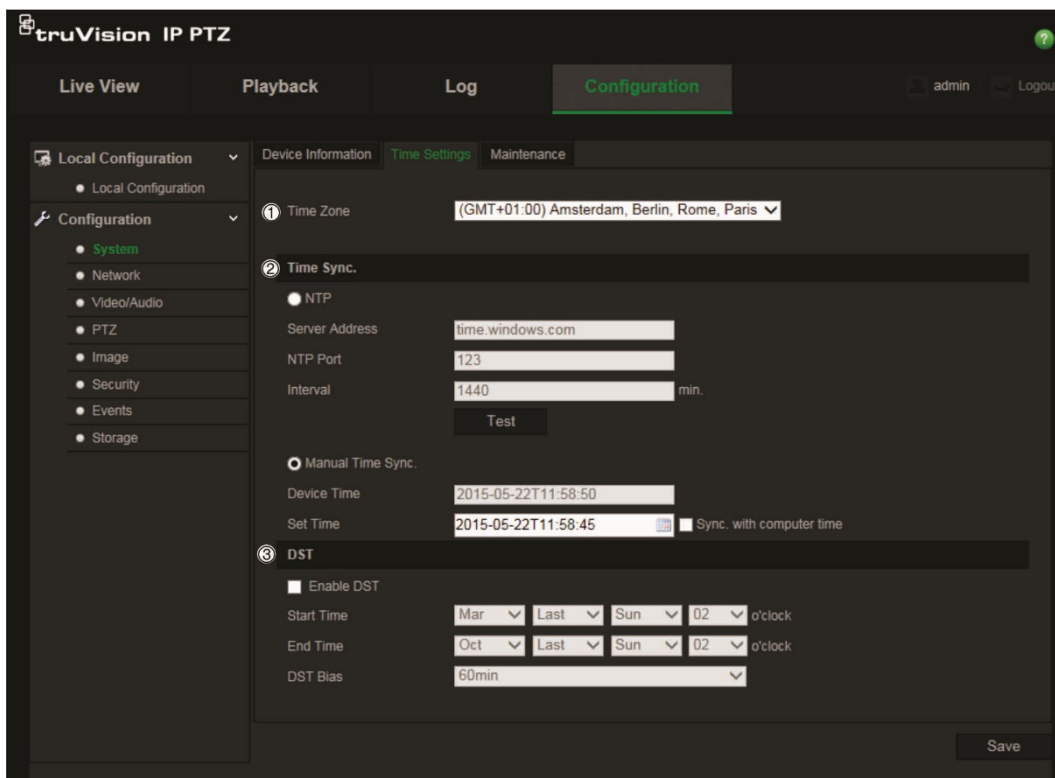 truVision IP PTZ
?
Live View Playback Log Configuration admin Logou
Local Configuration
Local Configuration
Configuration
System
Network
Video/Audio
PTZ
Image
Security
Events
Storage
Device Information Time Settings Maintenance
① Time Zone (GMT+01:00) Amsterdam, Berlin, Rome, Paris
② Time Sync.
NTP
Server Address time.windows.com
NTP Port 123
Interval 1440 min.
Test
Manual Time Sync.
Device Time 2015-05-22T11:58:50
Set Time 2015-05-22T11:58:45 Sync. with computer time
③ DST
Enable DST
Start Time Mar Last Sun 02 o'clock
End Time Oct Last Sun 02 o'clock
DST Bias 60min
Save